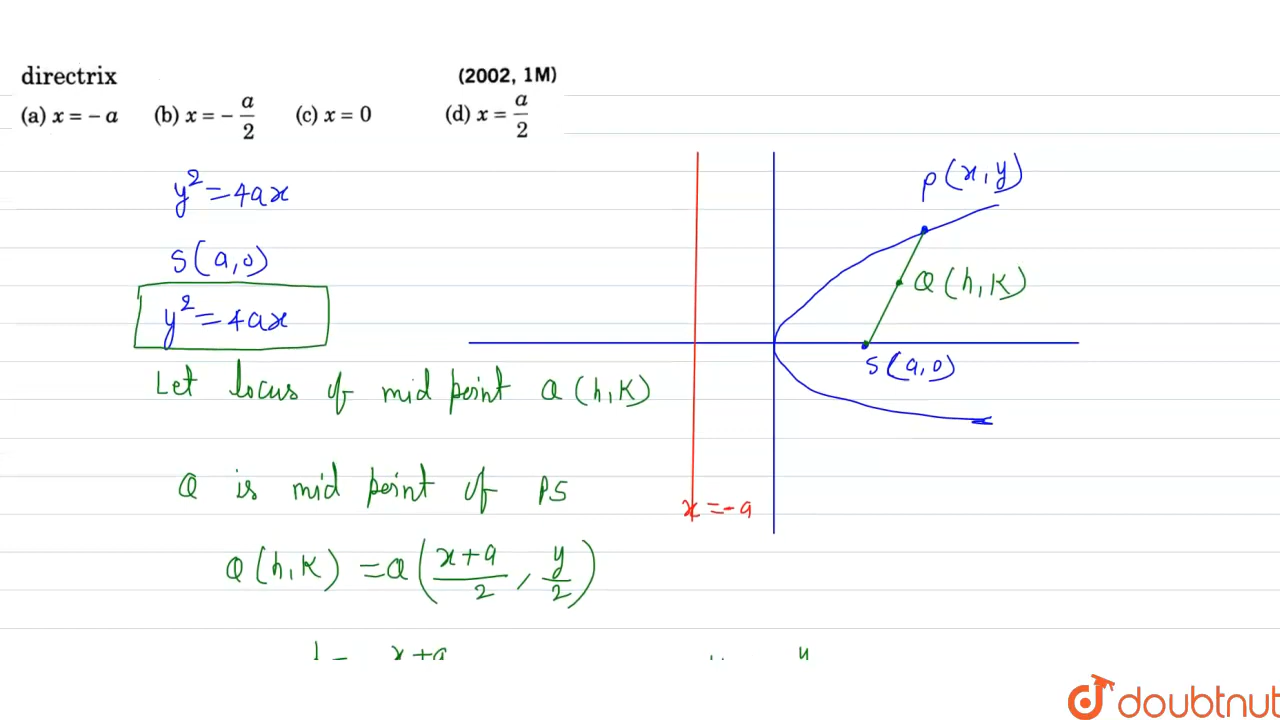 directrix (2002, 1M)
(a) x = – a (b) x = – a/2 (c) x = 0 (d) x = a/2
y² = 4ax
S(a,0)
y² = 4ax
Let locus of mid point Q(h,K)
Q is mid point of PS
Q(h,K) = Q(x+a/2, y/2)
x+a
y
P(x,y)
Q(h,K)
S(a,0)
x = -a
doubtnut